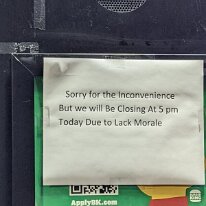 Sorry for the Inconvenience
But we will Be Closing At 5 pm
Today Due to Lack Morale
ApplyBK.com